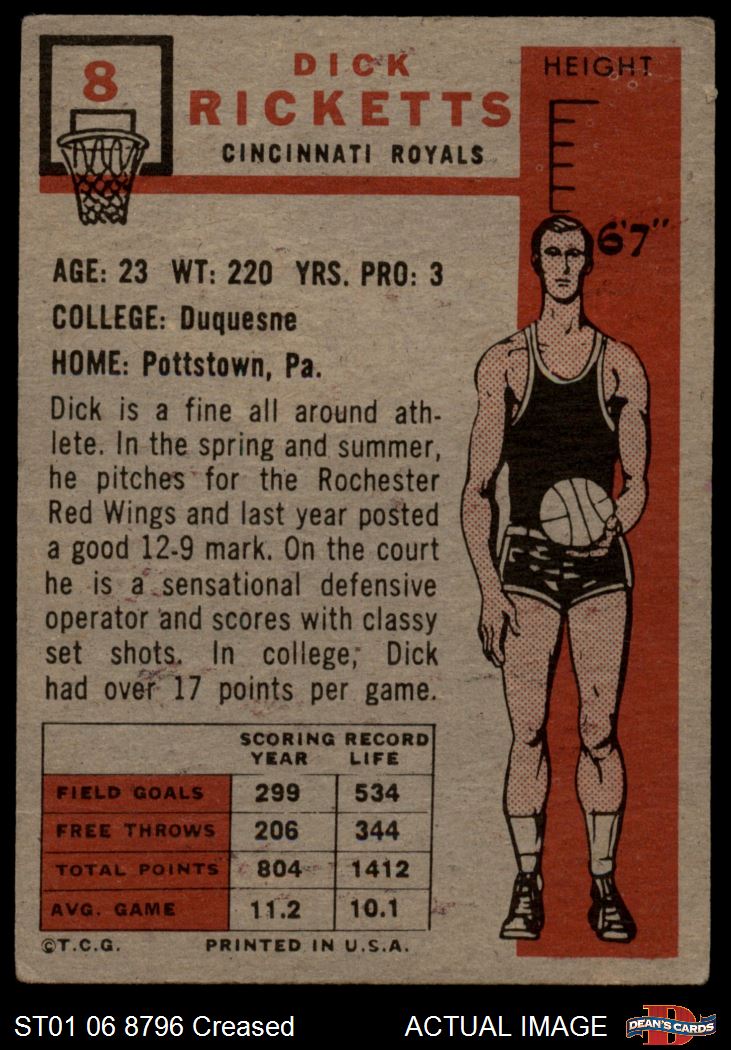 8
DICK
RICKETTS
CINCINNATI ROYALS
HEIGHT
6'7"
AGE: 23 WT: 220 YRS. PRO: 3
COLLEGE: Duquesne
HOME: Pottstown, Pa.
Dick is a fine all around ath-
lete. In the spring and summer,
he pitches for the Rochester
Red Wings and last year posted
a good 12-9 mark. On the court
he is a sensational defensive
operator and scores with classy
set shots. In college, Dick
had over 17 points per game.
SCORING RECORD
YEAR LIFE
FIELD GOALS 299 534
FREE THROWS 206 344
TOTAL POINTS 804 1412
AVG. GAME 11.2 10.1
©T.C.G. PRINTED IN U.S.A.
ST01 06 8796 Creased ACTUAL IMAGE D DEAN'S CARDS